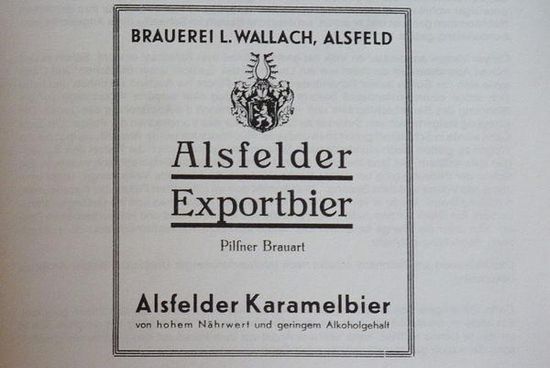 BRAUEREI L. WALLACH, ALSFELD
Alsfelder
Exportbier
Pilſner Brauart
Alsfelder Karamelbier
von hohem Nährwert und geringem Alkoholgehalt